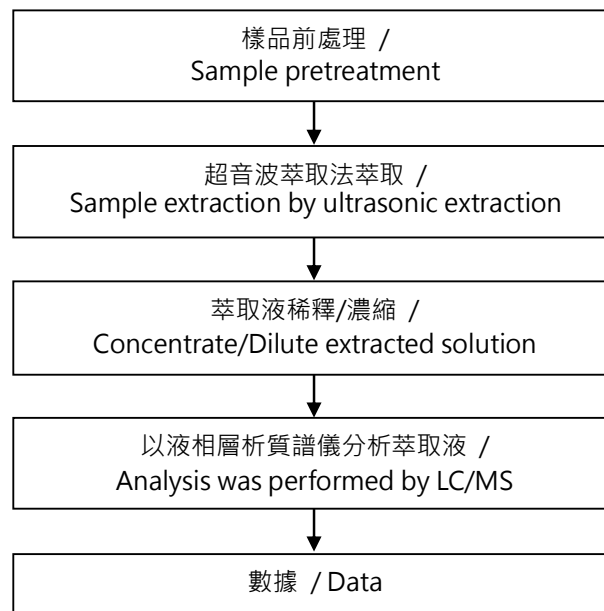 樣品前處理 /
Sample pretreatment
超音波萃取法萃取 /
Sample extraction by ultrasonic extraction
萃取液稀釋/濃縮 /
Concentrate/Dilute extracted solution
以液相層析質譜儀分析萃取液 /
Analysis was performed by LC/MS
數據 / Data